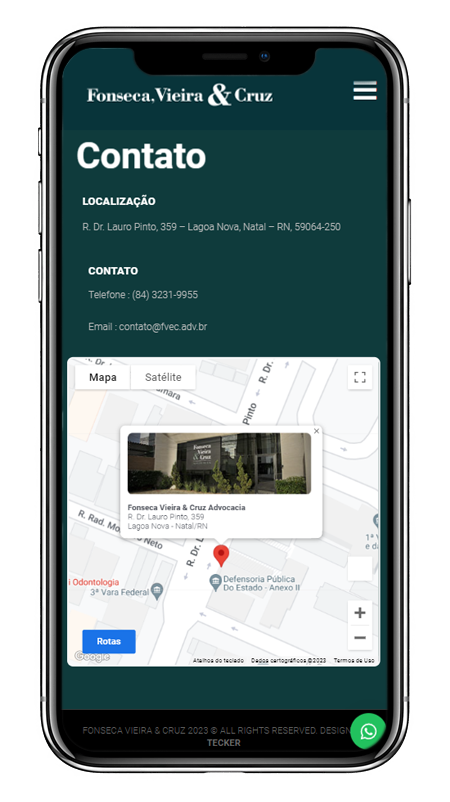 Fonseca, Vieira & Cruz
Contato
LOCALIZAÇÃO
R. Dr. Lauro Pinto, 359 – Lagoa Nova, Natal – RN, 59064-250
CONTATO
Telefone : (84) 3231-9955
Email : contato@fvec.adv.br
Mapa Satélite
R. Dr.
Pinto
Fonseca
Vieira
& Cruz
Fonseca Vieira & Cruz Advocacia
R. Dr. Lauro Pinto, 359
Lagoa Nova - Natal/RN
R. Rad.
Neto
R. Dr. L
Defensoria Pública
Do Estado - Anexo II
i Odontologia
3ª Vara Federal
1ª V
e da
Rotas
Google
Atalhos do teclado Dados cartográficos ©2023 Termos de Uso
FONSECA VIEIRA & CRUZ 2023 © ALL RIGHTS RESERVED. DESIGN
TECKER